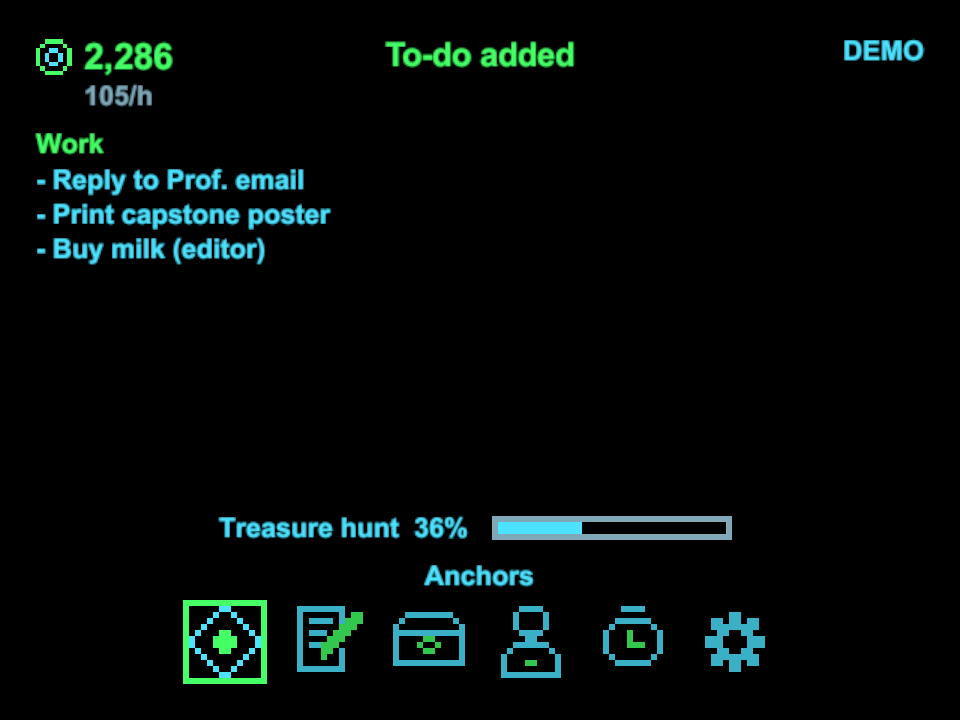 2,286
To-do added
DEMO
105/h
Work
- Reply to Prof. email
- Print capstone poster
- Buy milk (editor)
Treasure hunt 36%
Anchors